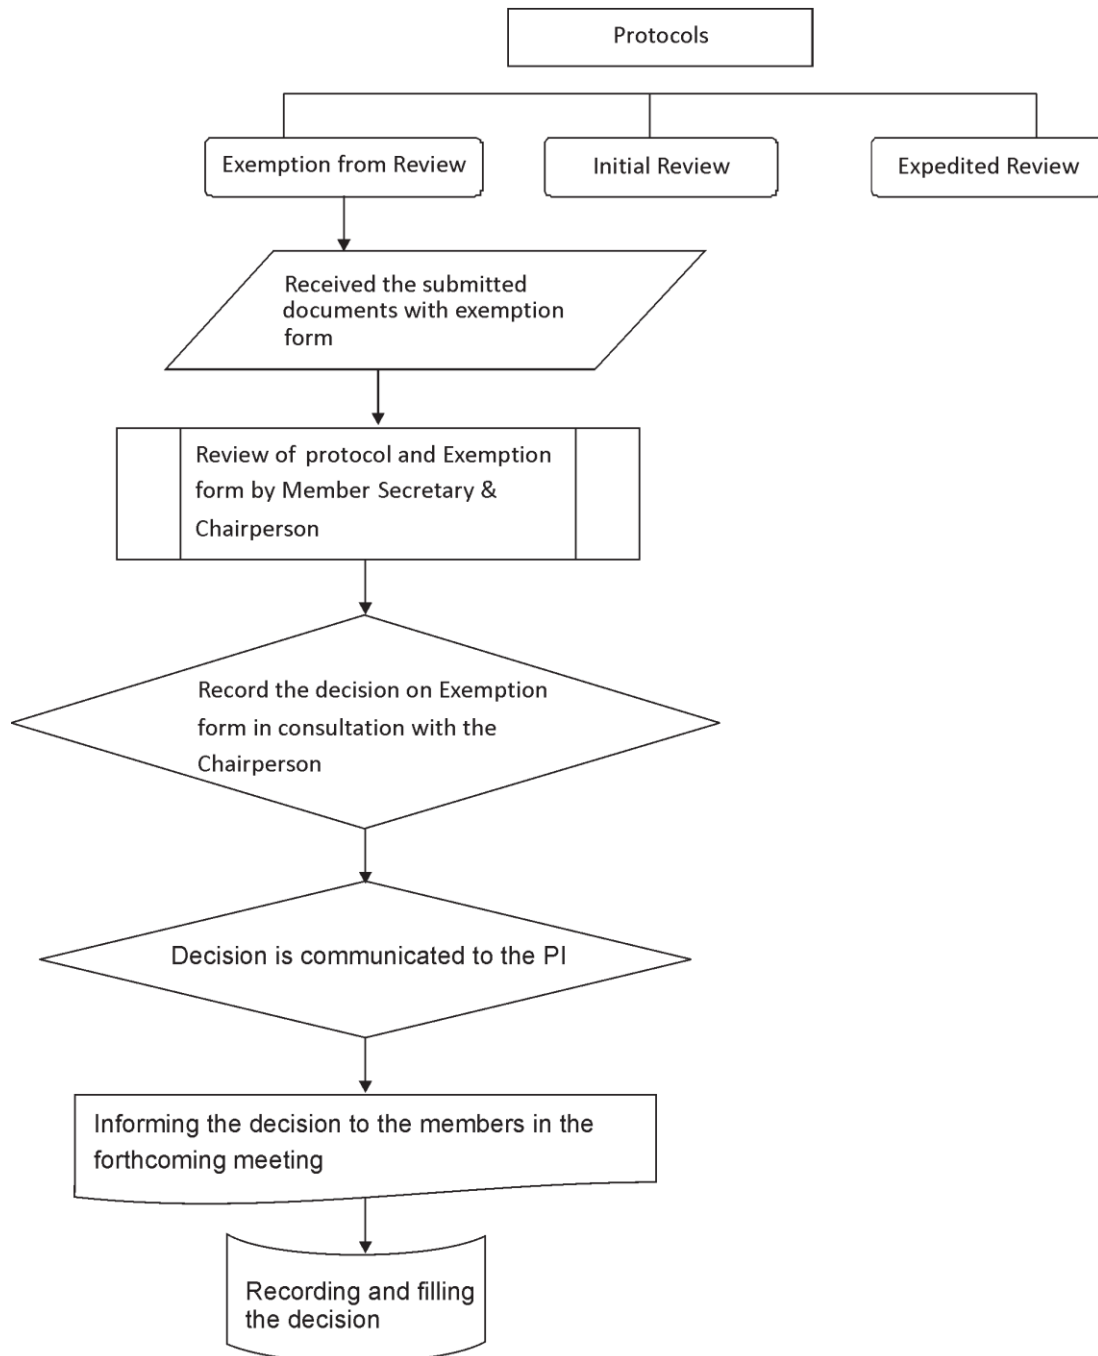 Protocols
Exemption from Review
Initial Review
Expedited Review
Received the submitted
documents with exemption
form
Review of protocol and Exemption
form by Member Secretary &
Chairperson
Record the decision on Exemption
form in consultation with the
Chairperson
Decision is communicated to the PI
Informing the decision to the members in the
forthcoming meeting
Recording and filling
the decision